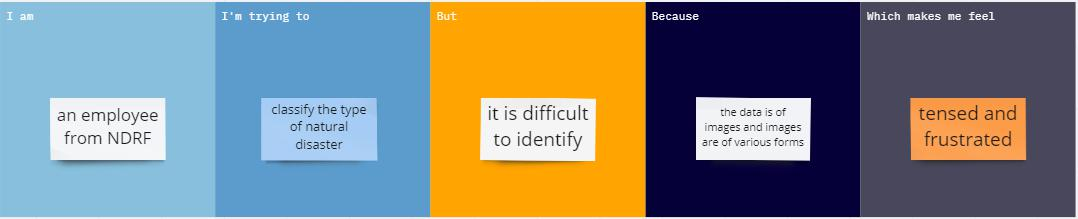 I am
an employee
from NDRF
I'm trying to
classify the type
of natural
disaster
But
it is difficult
to identify
Because
the data is of
images and images
are of various forms
Which makes me feel
tensed and
frustrated